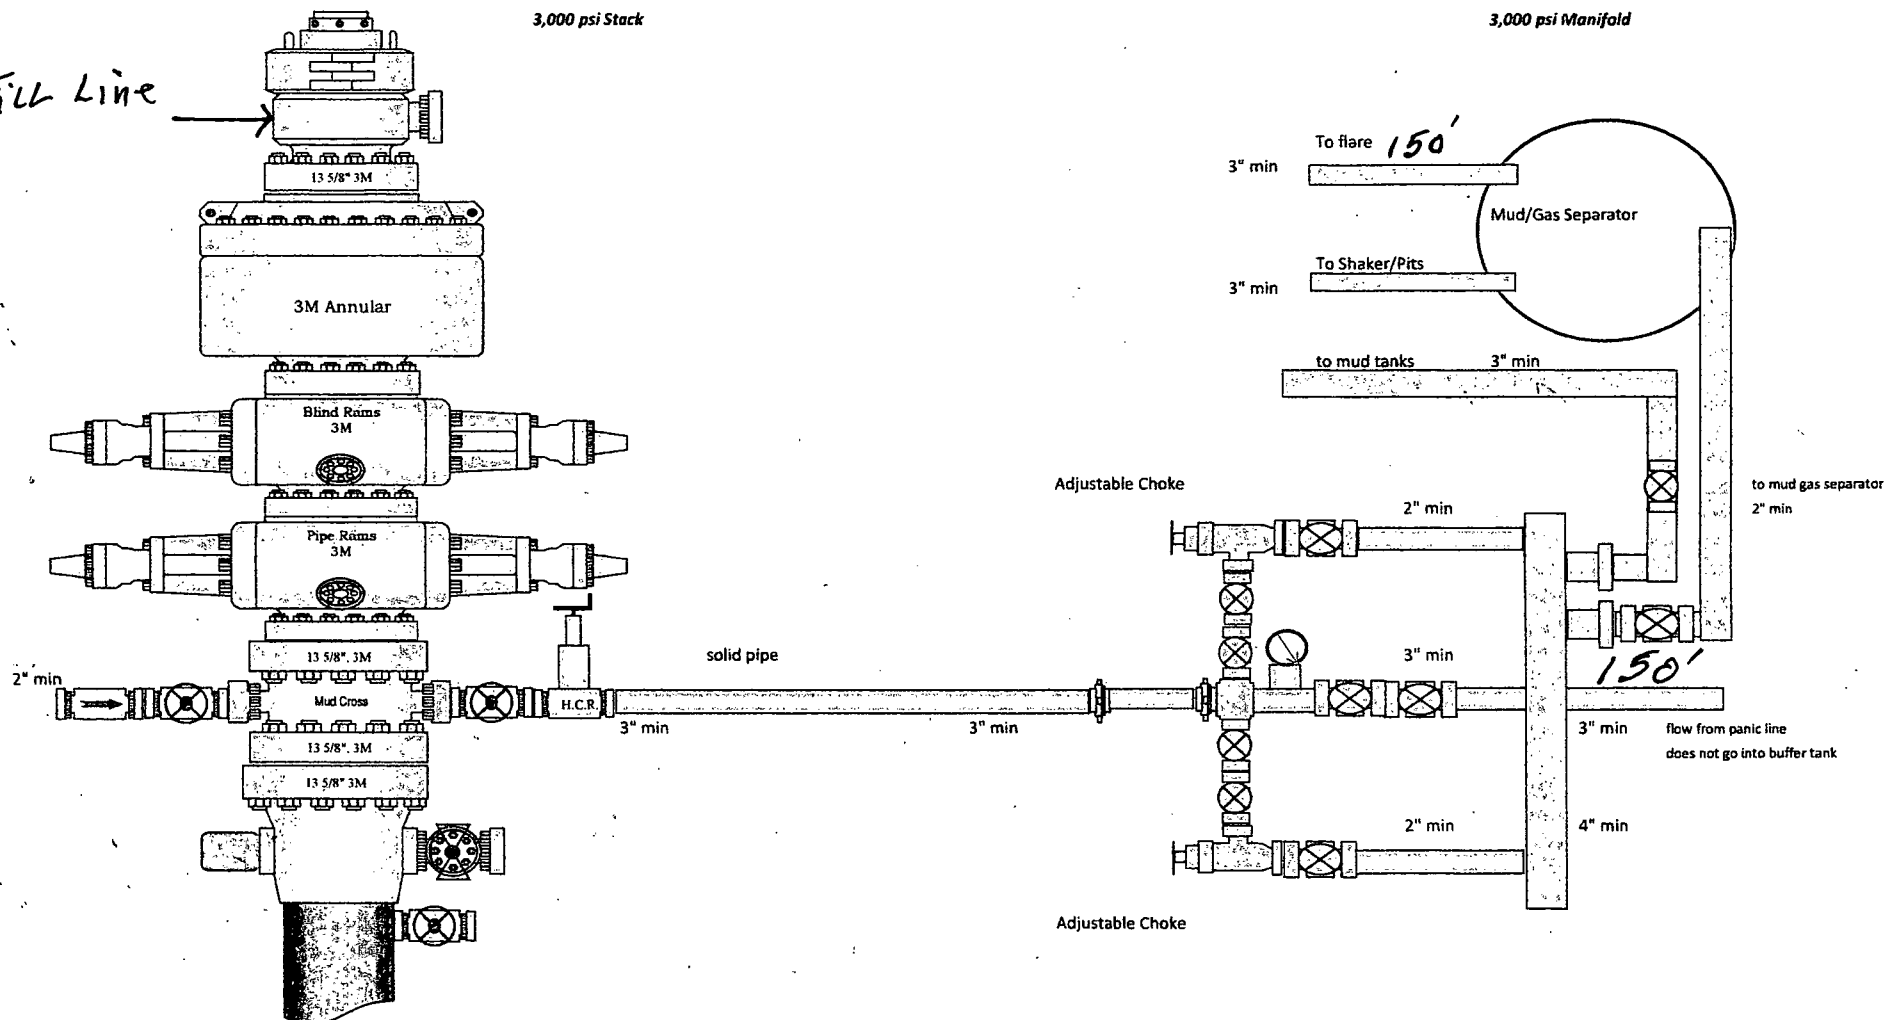 3,000 psi Stack
3,000 psi Manifold
Line
13 5/8" 3M
3M Annular
Blind Rams
3M
Pipe Rams
3M
13 5/8", 3M
2" min
Mud Cross
H.C.R.
13 5/8", 3M
13 5/8" 3M
solid pipe
3" min
3" min
To flare 150'
3" min
Mud/Gas Separator
To Shaker/Pits
3" min
to mud tanks
3" min
Adjustable Choke
2" min
to mud gas separator
2" min
3" min
150'
3" min
flow from panic line
does not go into buffer tank
2" min
4" min
Adjustable Choke